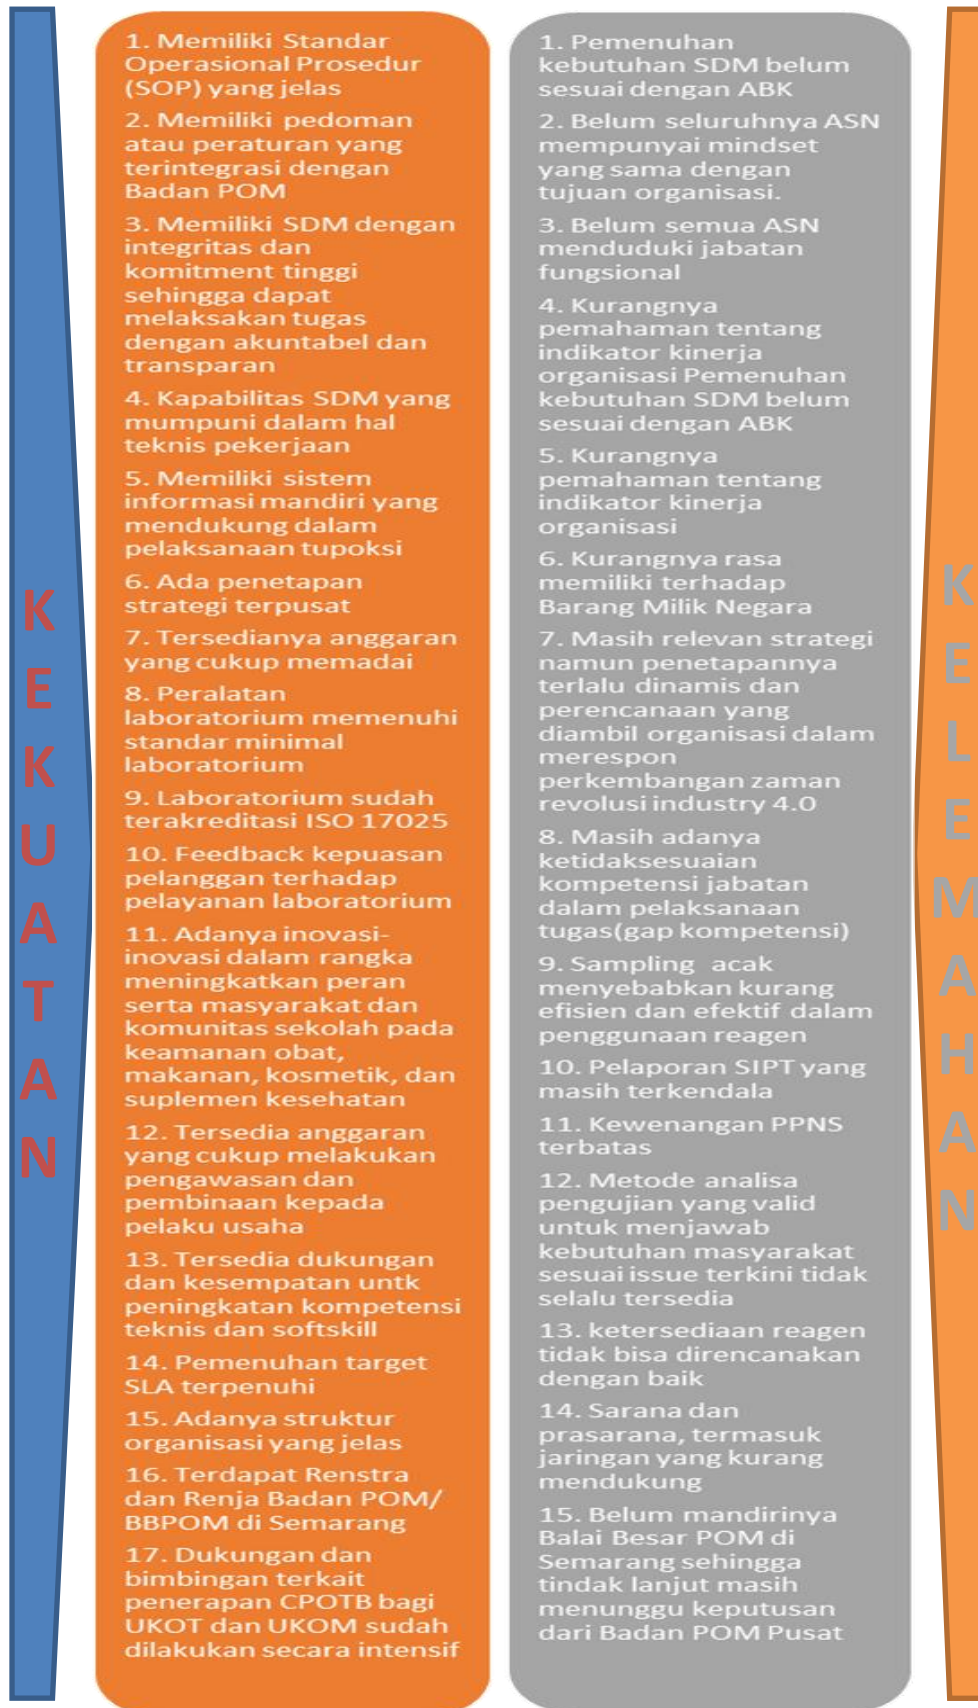 KEKUATAN
1. Memiliki Standar
Operasional Prosedur
(SOP) yang jelas
2. Memiliki pedoman
atau peraturan yang
terintegrasi dengan
Badan POM
3. Memiliki SDM dengan
integritas dan
komitment tinggi
sehingga dapat
melaksakan tugas
dengan akuntabel dan
transparan
4. Kapabilitas SDM yang
mumpuni dalam hal
teknis pekerjaan
5. Memiliki sistem
informasi mandiri yang
mendukung dalam
pelaksanaan tupoksi
6. Ada penetapan
strategi terpusat
7. Tersedianya anggaran
yang cukup memadai
8. Peralatan
laboratorium memenuhi
standar minimal
laboratorium
9. Laboratorium sudah
terakreditasi ISO 17025
10. Feedback kepuasan
pelanggan terhadap
pelayanan laboratorium
11. Adanya inovasi-
inovasi dalam rangka
meningkatkan peran
serta masyarakat dan
komunitas sekolah pada
keamanan obat,
makanan, kosmetik, dan
suplemen kesehatan
12. Tersedia anggaran
yang cukup melakukan
pengawasan dan
pembinaan kepada
pelaku usaha
13. Tersedia dukungan
dan kesempatan untk
peningkatan kompetensi
teknis dan softskill
14. Pemenuhan target
SLA terpenuhi
15. Adanya struktur
organisasi yang jelas
16. Terdapat Renstra
dan Renja Badan POM/
BBPOM di Semarang
17. Dukungan dan
bimbingan terkait
penerapan CPOTB bagi
UKOT dan UKOM sudah
dilakukan secara intensif
1. Pemenuhan
kebutuhan SDM belum
sesuai dengan ABK
2. Belum seluruhnya ASN
mempunyai mindset
yang sama dengan
tujuan organisasi.
3. Belum semua ASN
menduduki jabatan
fungsional
4. Kurangnya
pemahaman tentang
indikator kinerja
organisasi Pemenuhan
kebutuhan SDM belum
sesuai dengan ABK
5. Kurangnya
pemahaman tentang
indikator kinerja
organisasi
6. Kurangnya rasa
memiliki terhadap
Barang Milik Negara
7. Masih relevan strategi
namun penetapannya
terlalu dinamis dan
perencanaan yang
diambil organisasi dalam
merespon
perkembangan zaman
revolusi industry 4.0
8. Masih adanya
ketidaksesuaian
kompetensi jabatan
dalam pelaksanaan
tugas(gap kompetensi)
9. Sampling acak
menyebabkan kurang
efisien dan efektif dalam
penggunaan reagen
10. Pelaporan SIPT yang
masih terkendala
11. Kewenangan PPNS
terbatas
12. Metode analisa
pengujian yang valid
untuk menjawab
kebutuhan masyarakat
sesuai issue terkini tidak
selalu tersedia
13. ketersediaan reagen
tidak bisa direncanakan
dengan baik
14. Sarana dan
prasarana, termasuk
jaringan yang kurang
mendukung
15. Belum mandirinya
Balai Besar POM di
Semarang sehingga
tindak lanjut masih
menunggu keputusan
dari Badan POM Pusat
KELEMAHAN